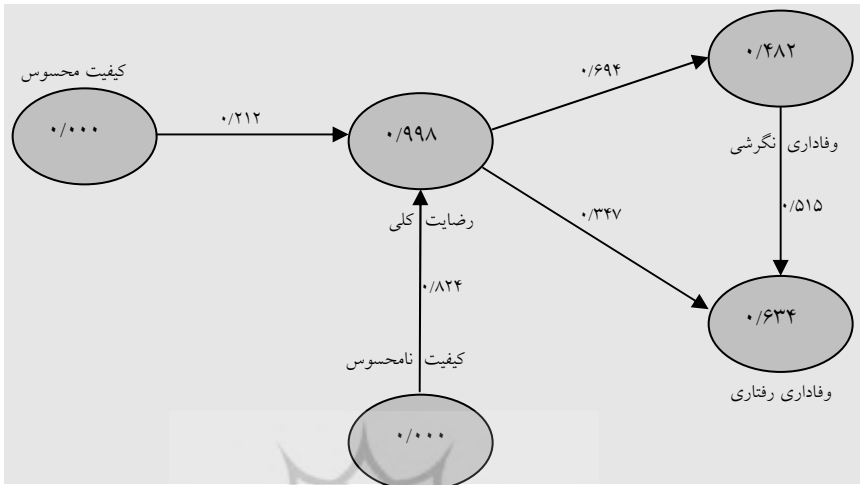 ۰/۴۸۲
۰/۶۹۴
کیفیت محسوس
۰/۰۰۰
۰/۲۱۲
۰/۹۹۸
وفاداری نگرشی
۰/۵۱۵
۰/۳۴۷
رضایت کلی
۰/۸۲۴
۰/۶۳۴
کیفیت نامحسوس
وفاداری رفتاری
۰/۰۰۰